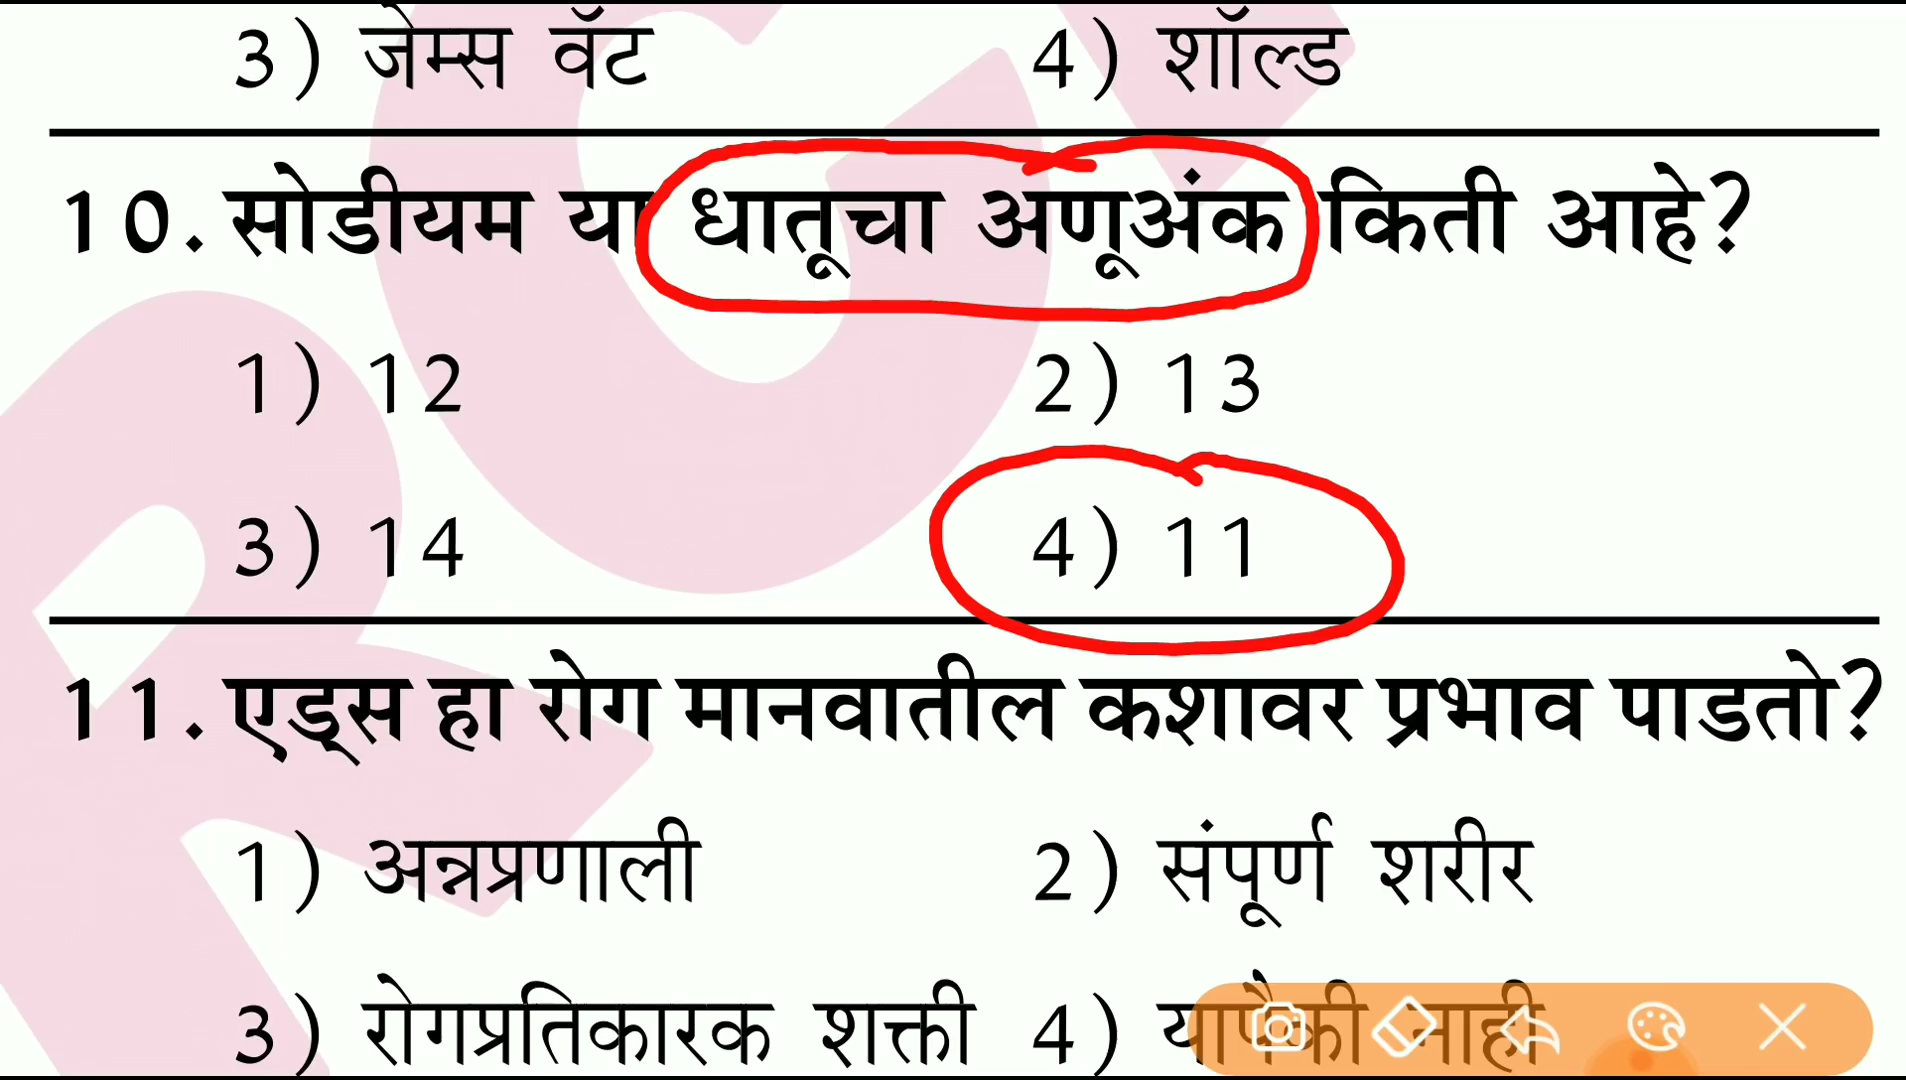 3) जेम्स वॅट 4) शॉल्ड
10. सोडीयम या धातूचा अणूअंक किती आहे?
1) 12 2) 13
3) 14 4) 11
11. एड्स हा रोग मानवातील कशावर प्रभाव पाडतो?
1) अन्नप्रणाली 2) संपूर्ण शरीर
3) रोगप्रतिकारक शक्ती 4) यापैकी नाही